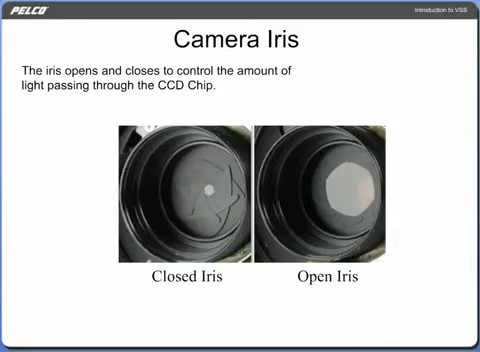 PELCO
Introduction to VSS
Camera Iris
The iris opens and closes to control the amount of
light passing through the CCD Chip.
Closed Iris
Open Iris